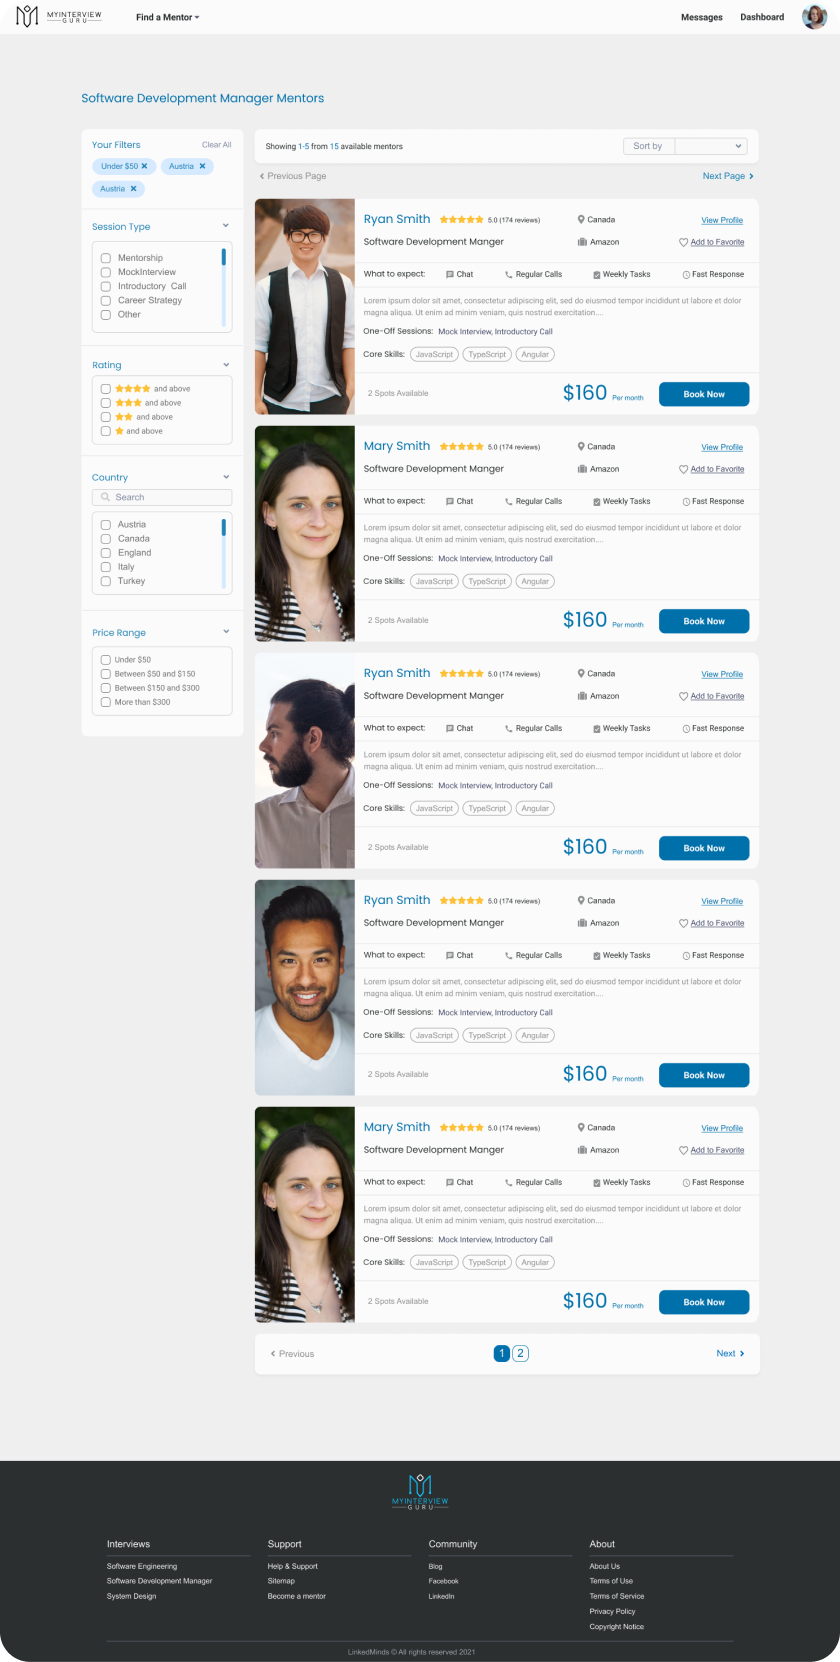 MYINTERVIEW
GURU
Find a Mentor
Messages
Dashboard
Software Development Manager Mentors
Your Filters
Clear All
Under $50
Austria
Austria
Session Type
Mentorship
MockInterview
Introductory Call
Career Strategy
Other
Rating
and above
and above
and above
and above
Country
Search
Austria
Canada
England
Italy
Turkey
Price Range
Under $50
Between $50 and $150
Between $150 and $300
More than $300
Showing 1-5 from 15 available mentors
Sort by
Previous Page
Next Page
Ryan Smith 5.0 (174 reviews) Canada View Profile
Software Development Manger Amazon Add to Favorite
What to expect: Chat Regular Calls Weekly Tasks Fast Response
Lorem ipsum dolor sit amet, consectetur adipiscing elit, sed do eiusmod tempor incididunt ut labore et dolor
magna aliqua. Ut enim ad minim veniam, quis nostrud exercitation....
One-Off Sessions: Mock Interview, Introductory Call
Core Skills: JavaScript TypeScript Angular
2 Spots Available $160 Per month Book Now
Mary Smith 5.0 (174 reviews) Canada View Profile
Software Development Manger Amazon Add to Favorite
What to expect: Chat Regular Calls Weekly Tasks Fast Response
Lorem ipsum dolor sit amet, consectetur adipiscing elit, sed do eiusmod tempor incididunt ut labore et dolor
magna aliqua. Ut enim ad minim veniam, quis nostrud exercitation....
One-Off Sessions: Mock Interview, Introductory Call
Core Skills: JavaScript TypeScript Angular
2 Spots Available $160 Per month Book Now
Ryan Smith 5.0 (174 reviews) Canada View Profile
Software Development Manger Amazon Add to Favorite
What to expect: Chat Regular Calls Weekly Tasks Fast Response
Lorem ipsum dolor sit amet, consectetur adipiscing elit, sed do eiusmod tempor incididunt ut labore et dolor
magna aliqua. Ut enim ad minim veniam, quis nostrud exercitation....
One-Off Sessions: Mock Interview, Introductory Call
Core Skills: JavaScript TypeScript Angular
2 Spots Available $160 Per month Book Now
Ryan Smith 5.0 (174 reviews) Canada View Profile
Software Development Manger Amazon Add to Favorite
What to expect: Chat Regular Calls Weekly Tasks Fast Response
Lorem ipsum dolor sit amet, consectetur adipiscing elit, sed do eiusmod tempor incididunt ut labore et dolor
magna aliqua. Ut enim ad minim veniam, quis nostrud exercitation....
One-Off Sessions: Mock Interview, Introductory Call
Core Skills: JavaScript TypeScript Angular
2 Spots Available $160 Per month Book Now
Mary Smith 5.0 (174 reviews) Canada View Profile
Software Development Manger Amazon Add to Favorite
What to expect: Chat Regular Calls Weekly Tasks Fast Response
Lorem ipsum dolor sit amet, consectetur adipiscing elit, sed do eiusmod tempor incididunt ut labore et dolor
magna aliqua. Ut enim ad minim veniam, quis nostrud exercitation....
One-Off Sessions: Mock Interview, Introductory Call
Core Skills: JavaScript TypeScript Angular
2 Spots Available $160 Per month Book Now
Previous 1 2 Next
MYINTERVIEW
GURU
Interviews
Software Engineering
Software Development Manager
System Design
Support
Help & Support
Sitemap
Become a mentor
Community
Blog
Facebook
LinkedIn
About
About Us
Terms of Use
Terms of Service
Privacy Policy
Copyright Notice
LinkedMinds © All rights reserved 2021